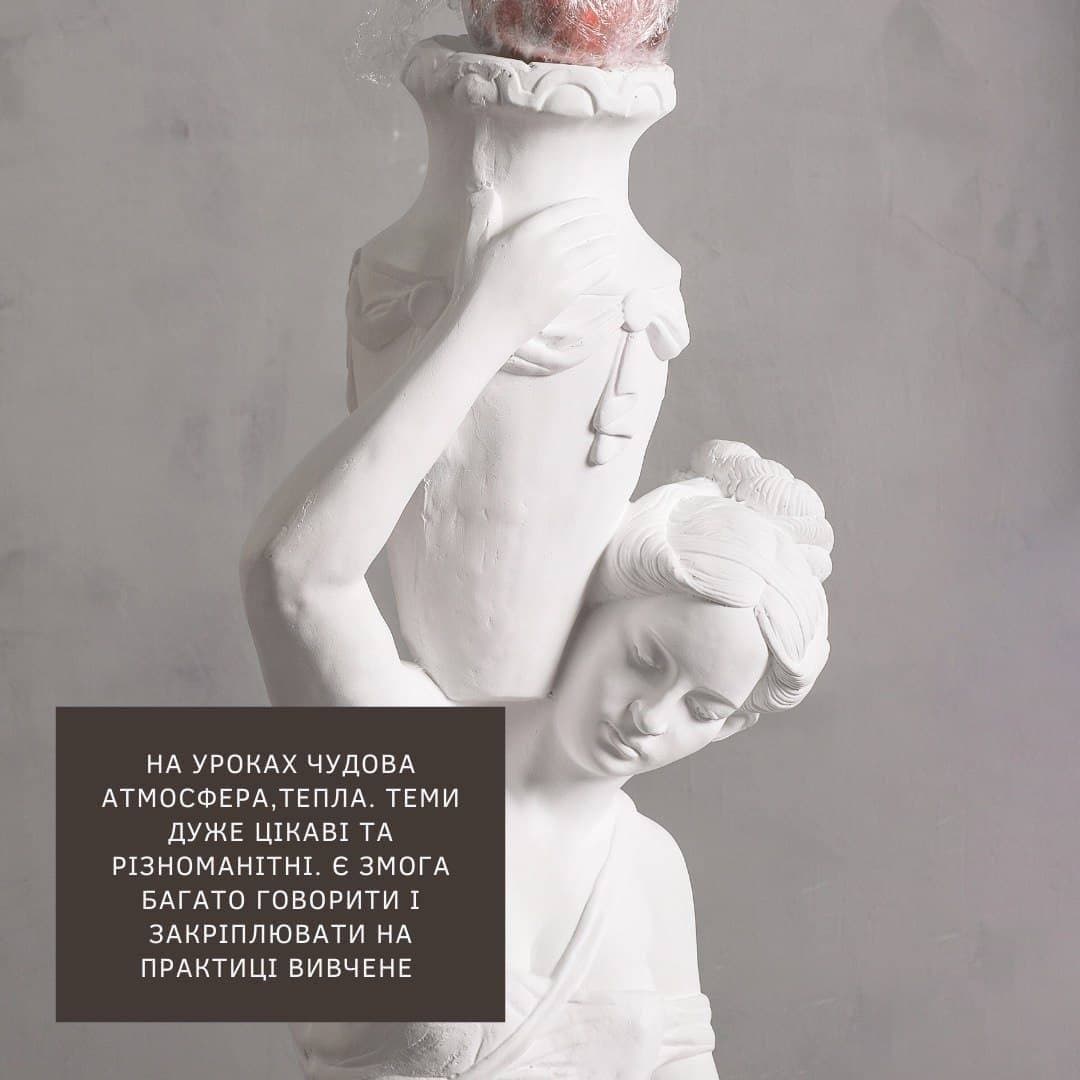 НА УРОКАХ ЧУДОВА
АТМОСФЕРА,ТЕПЛА. ТЕМИ
ДУЖЕ ЦІКАВІ ТА
РІЗНОМАНІТНІ. Є ЗМОГА
БАГАТО ГОВОРИТИ І
ЗАКРІПЛЮВАТИ НА
ПРАКТИЦІ ВИВЧЕНЕ